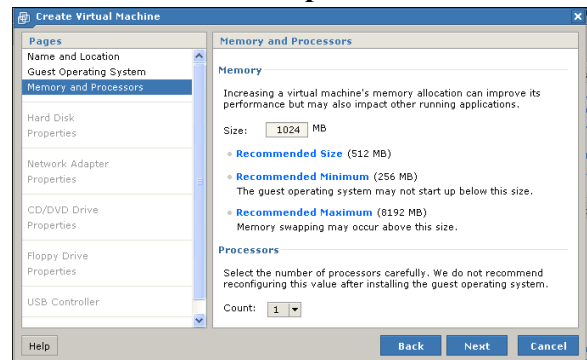 Create Virtual Machine
Pages
Name and Location
Guest Operating System
Memory and Processors
Hard Disk
Properties
Network Adapter
Properties
CD/DVD Drive
Properties
Floppy Drive
Properties
USB Controller
Memory and Processors
Memory
Increasing a virtual machine's memory allocation can improve its
performance but may also impact other running applications.
Size: 1024 MB
Recommended Size (512 MB)
Recommended Minimum (256 MB)
The guest operating system may not start up below this size.
Recommended Maximum (8192 MB)
Memory swapping may occur above this size.
Processors
Select the number of processors carefully. We do not recommend
reconfiguring this value after installing the guest operating system.
Count: 1
Help
Back Next Cancel